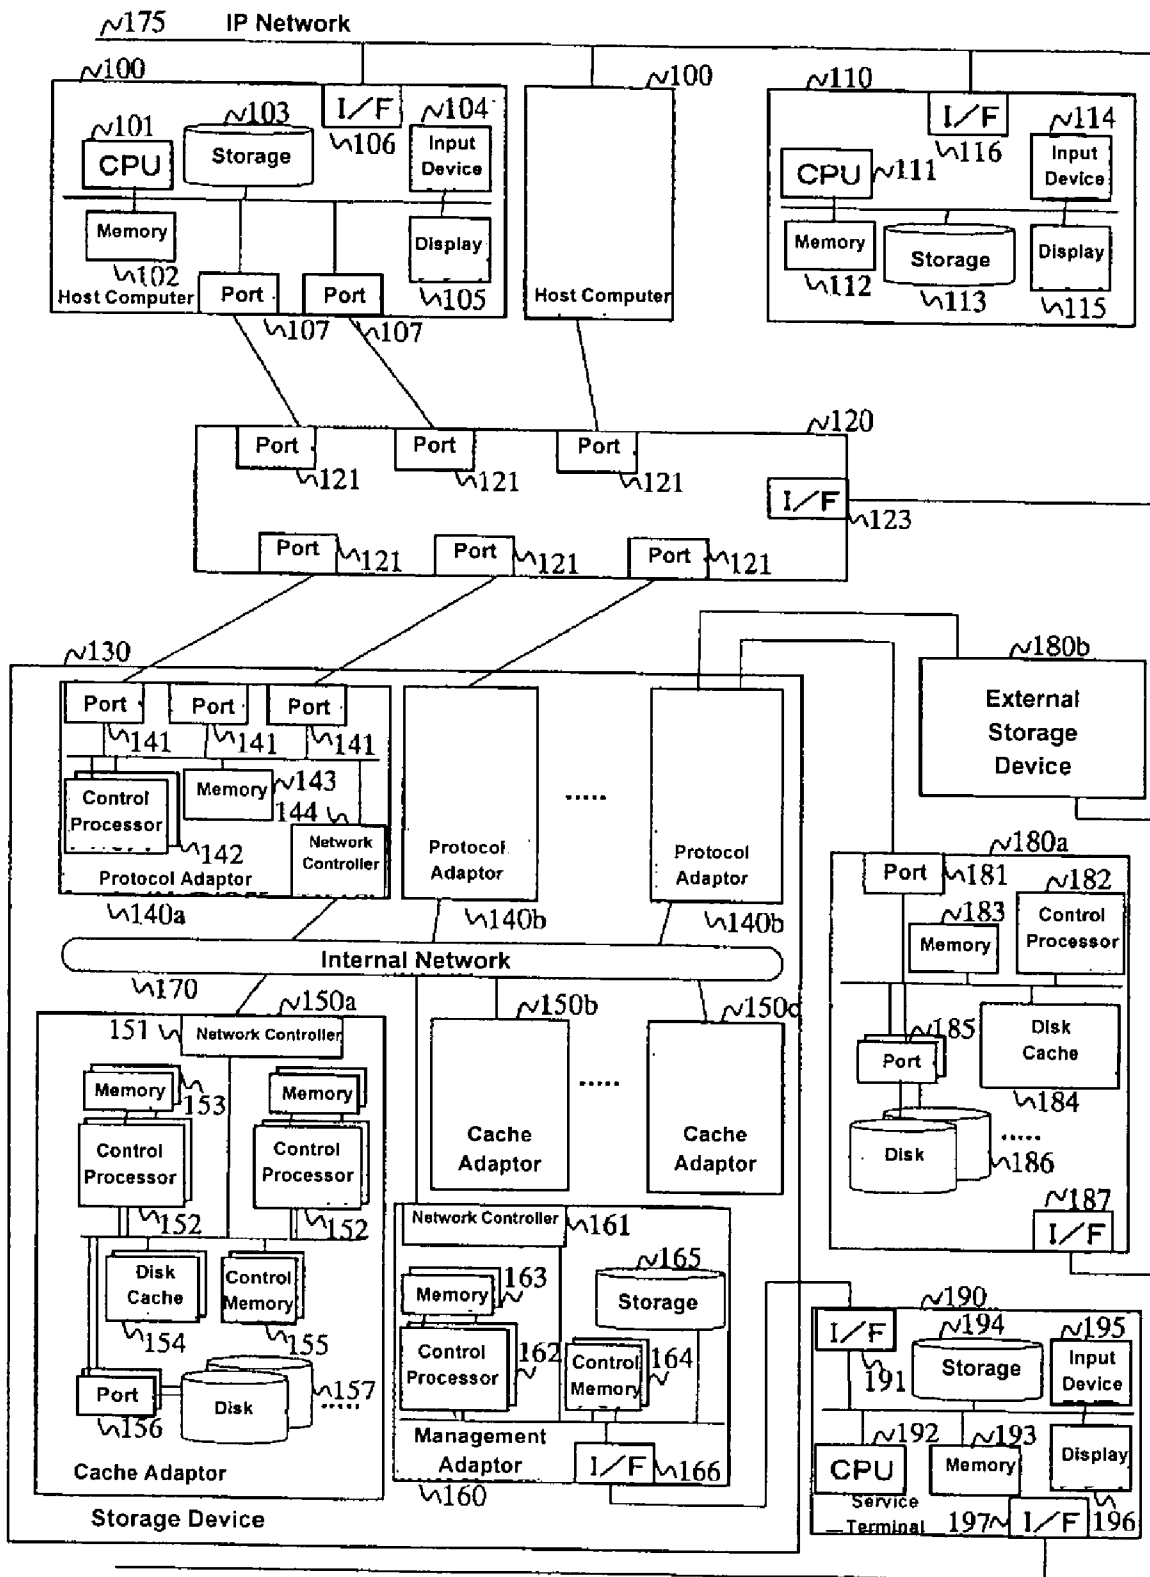 175 IP Network
100
100
110
101
103
I/F
104
CPU
Storage
106
Input
Device
I/F
114
116
CPU
111
Input
Device
Memory
Display
Memory
Storage
Display
102
105
112
113
115
Host Computer
Port
Port
107
107
Host Computer
120
Port
Port
Port
121
121
121
I/F
123
Port
Port
Port
121
121
121
130
180b
External
Storage
Device
Port
Port
Port
141
141
141
Control
Processor
Memory
143
144
142
Network
Controller
Protocol Adaptor
140a
.....
Protocol
Adaptor
140b
Protocol
Adaptor
140b
180a
Port
181
182
183
Memory
Control
Processor
Internal Network
170
150a
151
Network Controller
150b
150c
185
Port
Disk
Cache
184
Disk
.....
186
187
I/F
Memory
153
Memory
Control
Processor
Control
Processor
152
152
.....
Cache
Adaptor
Cache
Adaptor
Disk
Cache
Control
Memory
154
155
Port
156
Disk
157
.....
Cache Adaptor
Storage Device
Network Controller
161
163
Memory
165
Storage
Control
Processor
162
Control
Memory
164
Management
Adaptor
I/F
166
160
190
I/F
191
194
Storage
195
Input
Device
192
CPU
193
Memory
Display
196
Service
Terminal
197
I/F